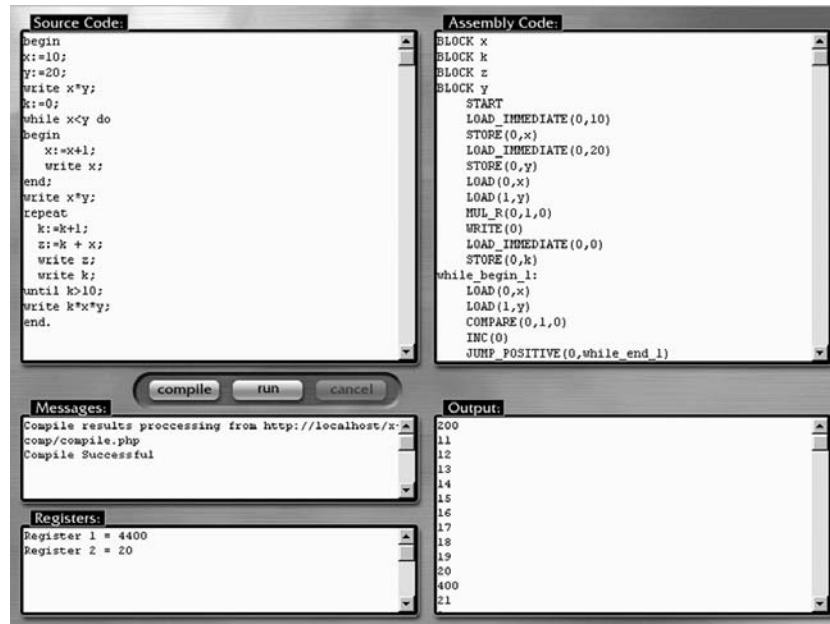 Source Code:
begin
x:=10;
y:=20;
write x*y;
k:=0;
while x<y do
begin
x:=x+1;
write x;
end;
write x*y;
repeat
k:=k+1;
z:=k + x;
write z;
write k;
until k>10;
write k*x*y;
end.
Assembly Code:
BLOCK x
BLOCK k
BLOCK z
BLOCK y
START
LOAD_IMMEDIATE(0,10)
STORE(0,x)
LOAD_IMMEDIATE(0,20)
STORE(0,y)
LOAD(0,x)
LOAD(1,y)
MUL_R(0,1,0)
WRITE(0)
LOAD_IMMEDIATE(0,0)
STORE(0,k)
while_begin_1:
LOAD(0,x)
LOAD(1,y)
COMPARE(0,1,0)
INC(0)
JUMP_POSITIVE(0,while_end_1)
compile
run
cancel
Messages:
Compile results proccessing from http://localhost/x-
comp/compile.php
Compile Successful
Registers:
Register 1 = 4400
Register 2 = 20
Output:
200
11
12
13
14
15
16
17
18
19
20
400
21